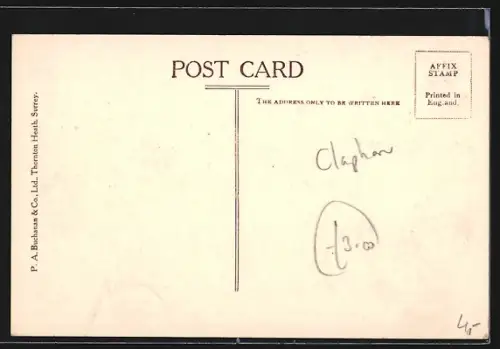 POST CARD
AFFIX
STAMP
Printed in
England.
THE ADDRESS ONLY TO BE WRITTEN HERE
P. A. Buchanan & Co., Ltd., Thornton Heath, Surrey.
Clapham
£3.00
4,-